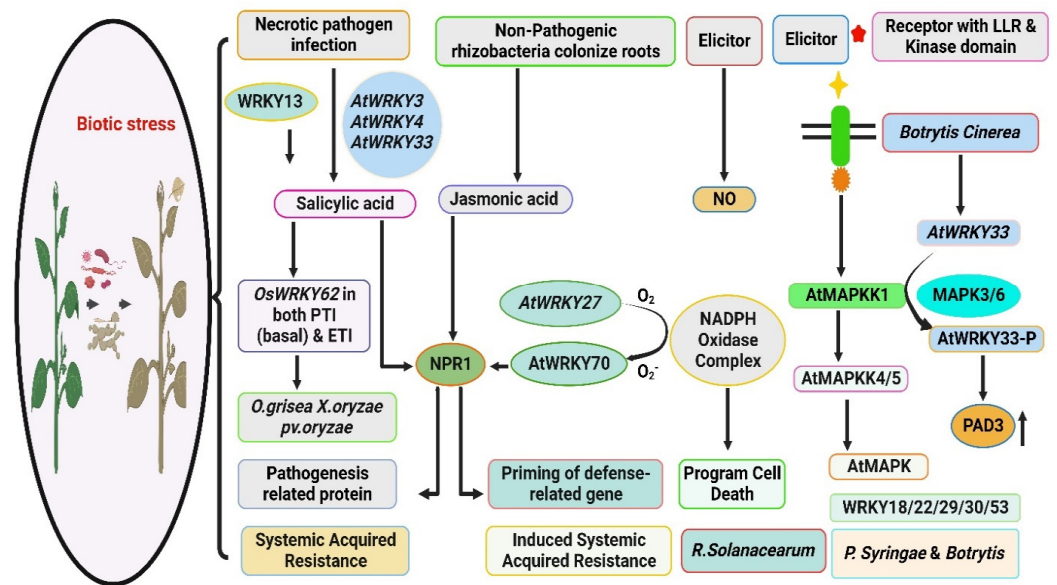 Biotic stress
Necrotic pathogen
infection
Non-Pathogenic
rhizobacteria colonize roots
Elicitor
Elicitor
Receptor with LLR &
Kinase domain
WRKY13
AtWRKY3
AtWRKY4
AtWRKY33
Botrytis Cinerea
Salicylic acid
Jasmonic acid
NO
AtWRKY33
OsWRKY62 in
both PTI
(basal) & ETI
AtWRKY27
O2
NADPH
Oxidase
Complex
AtMAPKK1
MAPK3/6
AtWRKY33-P
NPR1
AtWRKY70
O2-
AtMAPKK4/5
O.grisea X.oryzae
pv.oryzae
PAD3
AtMAPK
Pathogenesis
related protein
Priming of defense-
related gene
Program Cell
Death
WRKY18/22/29/30/53
Systemic Acquired
Resistance
Induced Systemic
Acquired Resistance
R.Solanacearum
P. Syringae & Botrytis